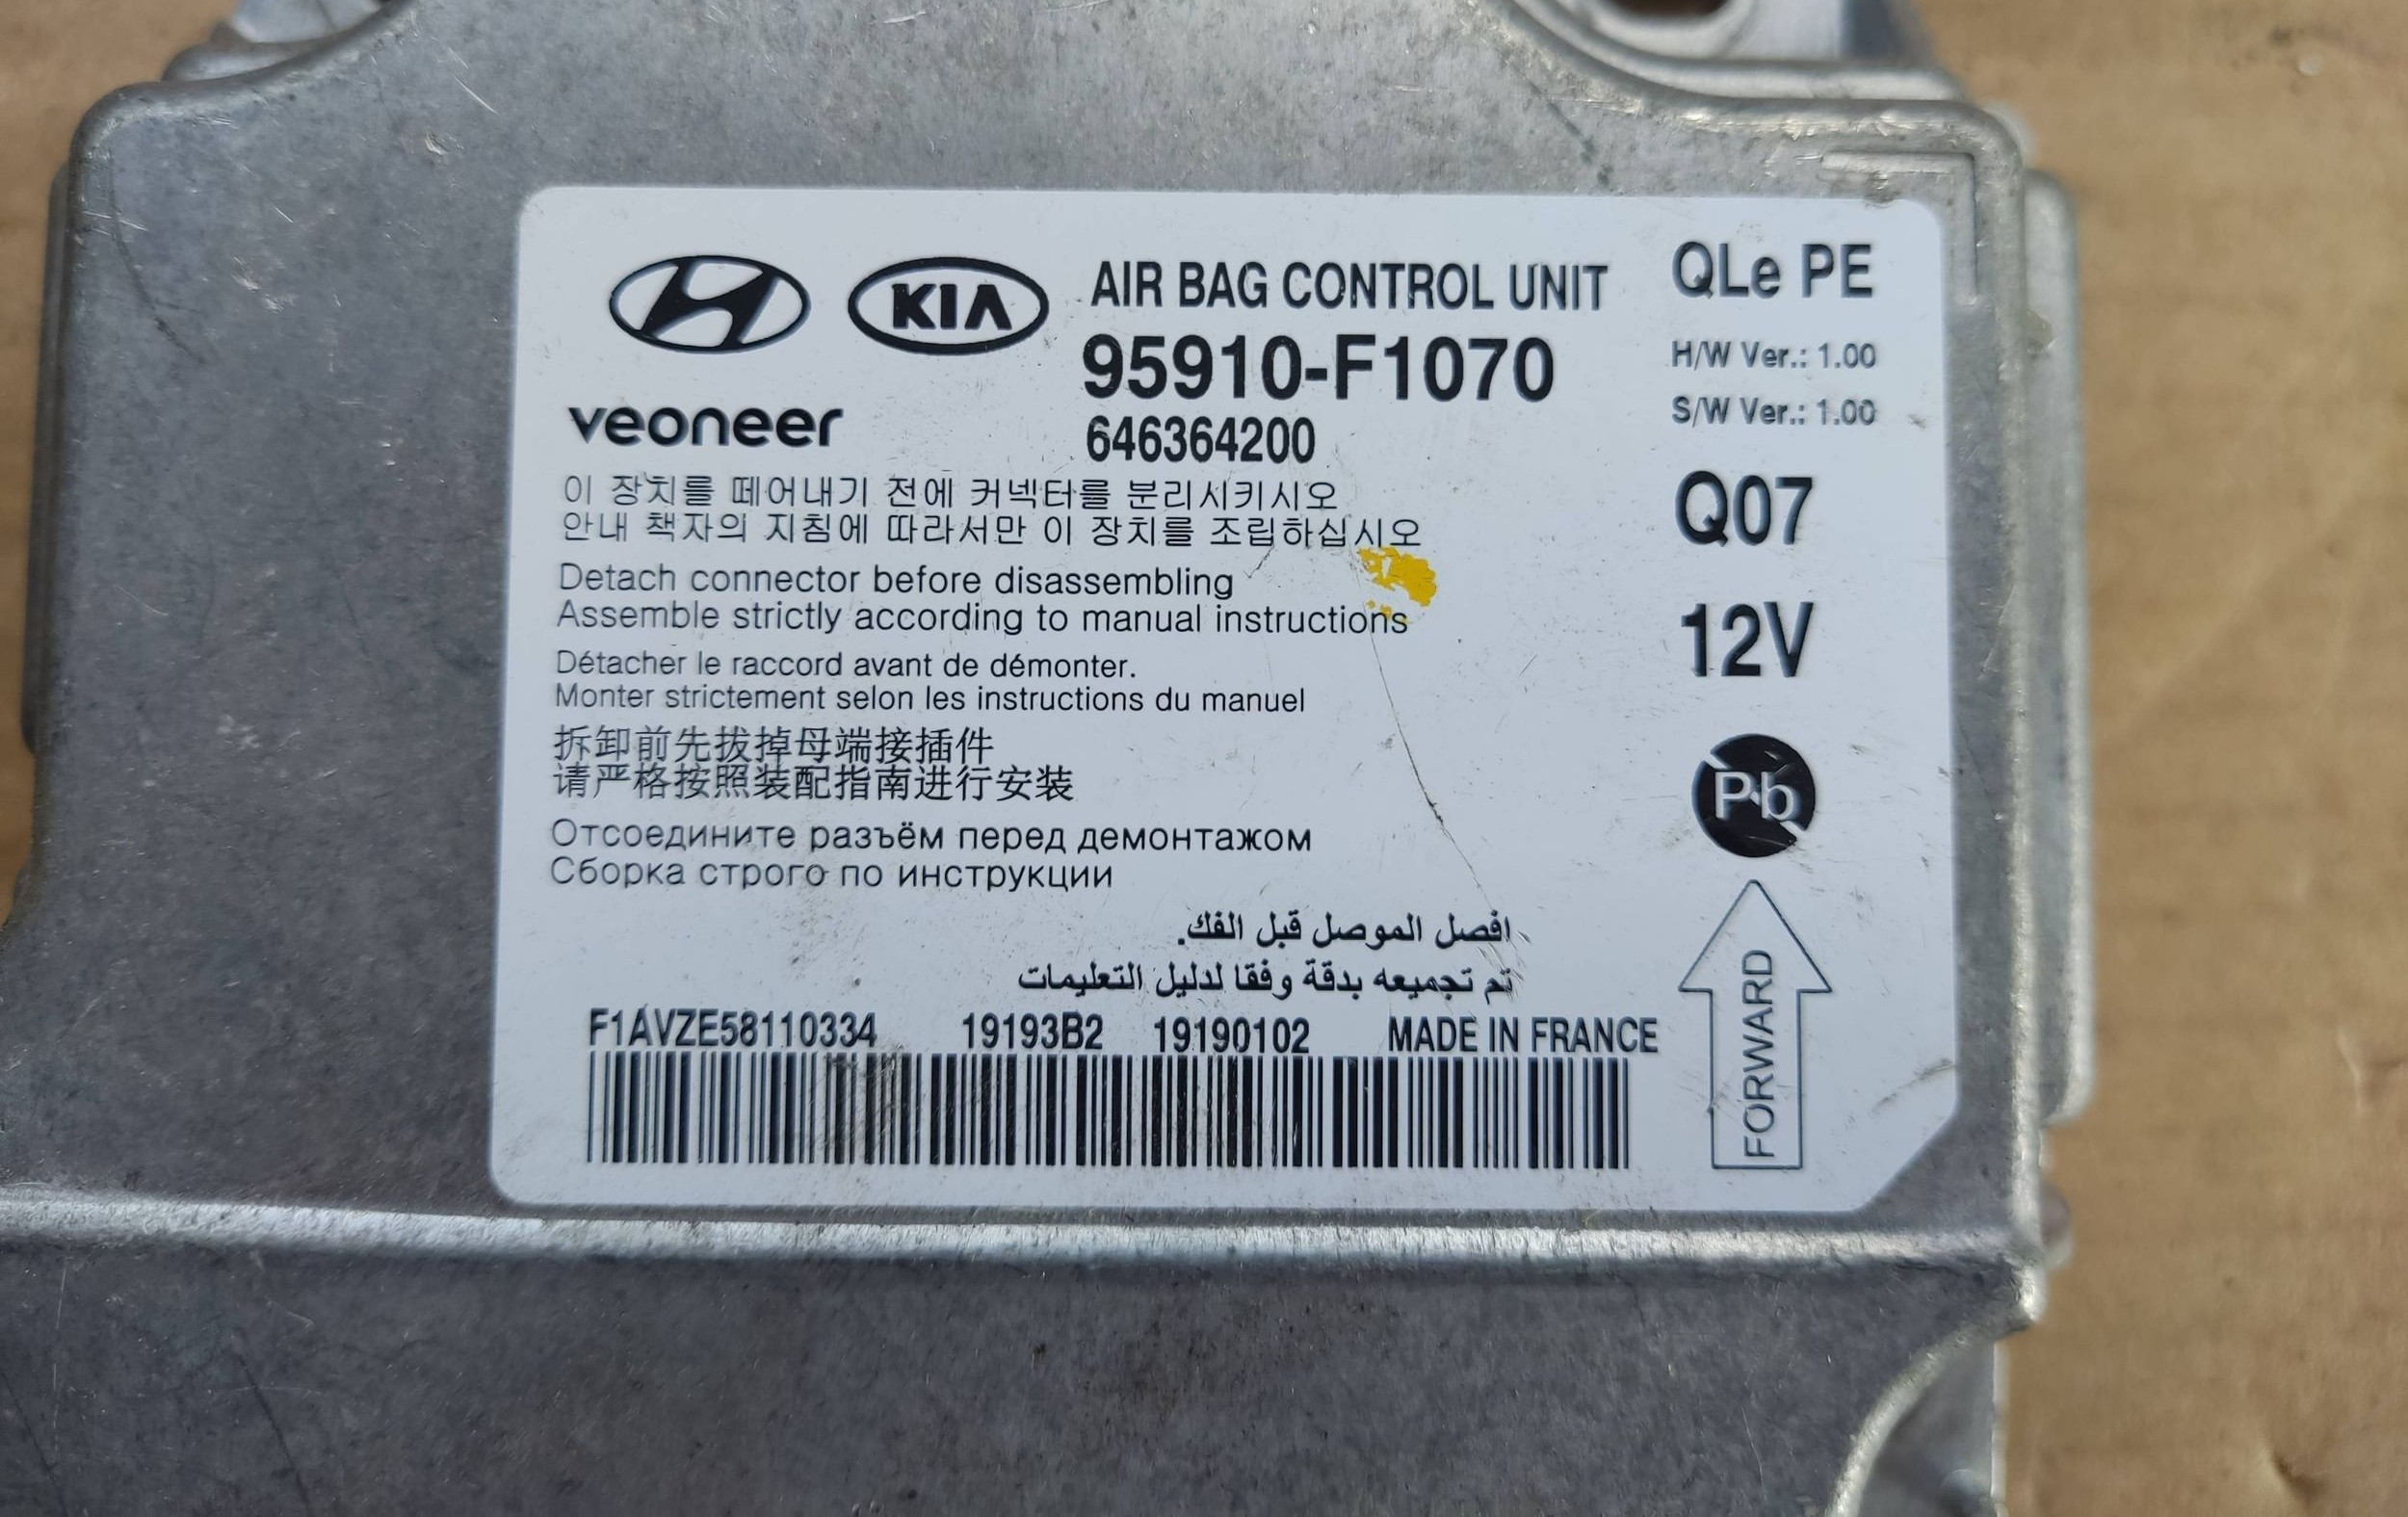 KIA
AIR BAG CONTROL UNIT
QLe PE
95910-F1070
H/W Ver.: 1.00
veoneer
646364200
S/W Ver.: 1.00
이 장치를 떼어내기 전에 커넥터를 분리시키시오
안내 책자의 지침에 따라서만 이 장치를 조립하십시오
Q07
Detach connector before disassembling
Assemble strictly according to manual instructions
12V
Détacher le raccord avant de démonter.
Monter strictement selon les instructions du manuel
拆卸前先拔掉母端接插件
请严格按照装配指南进行安装
Pb
Отсоедините разъём перед демонтажом
Сборка строго по инструкции
افصل الموصل قبل الفك.
تم تجميعه بدقة وفقا لدليل التعليمات
FORWARD
F1AVZE58110334 19193B2 19190102 MADE IN FRANCE